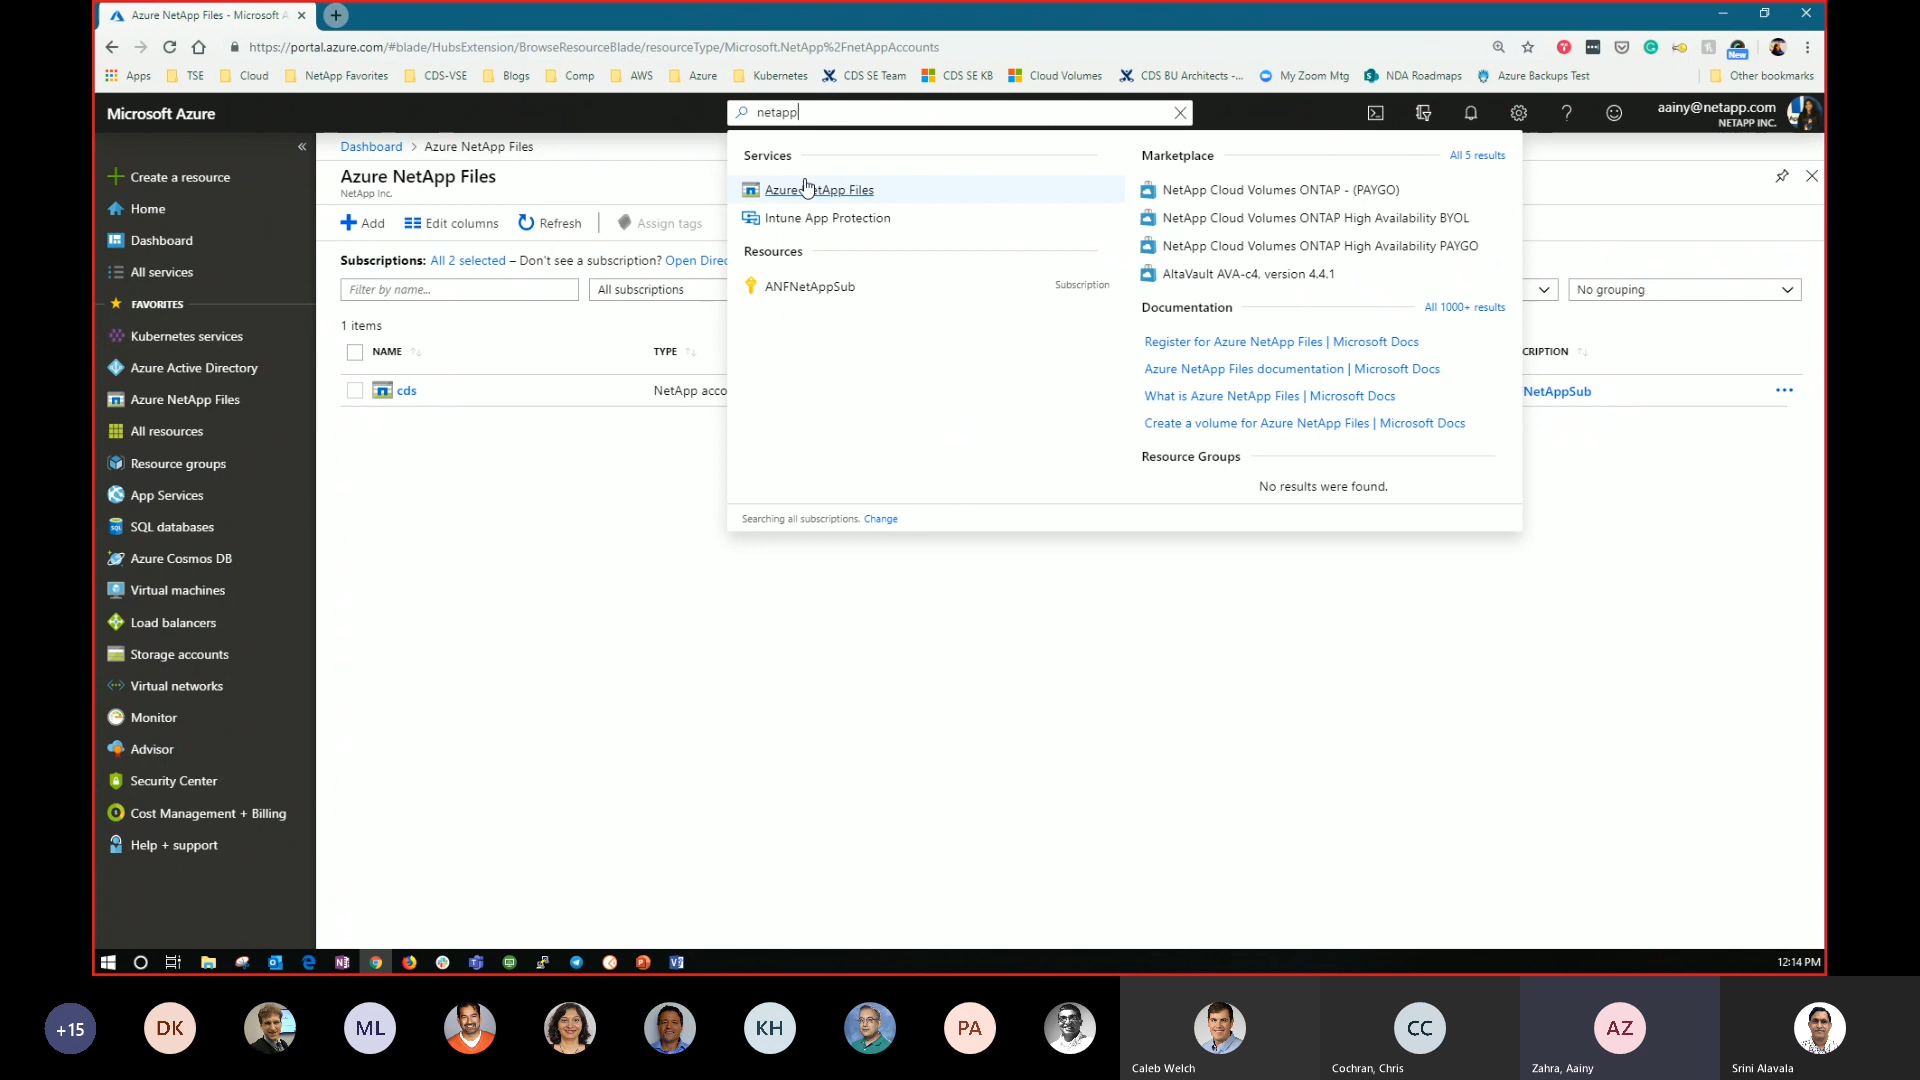 Azure NetApp Files - Microsoft A
https://portal.azure.com/#blade/HubsExtension/BrowseResourceBlade/resourceType/Microsoft.NetApp%2FnetAppAccounts
New
Apps TSE Cloud NetApp Favorites CDS-VSE Blogs Comp AWS Azure Kubernetes CDS SE Team CDS SE KB Cloud Volumes CDS BU Architects -... My Zoom Mtg NDA Roadmaps Azure Backups Test Other bookmarks
Microsoft Azure
netapp
aainy@netapp.com
NETAPP INC.
Create a resource
Home
Dashboard
All services
FAVORITES
Kubernetes services
Azure Active Directory
Azure NetApp Files
All resources
Resource groups
App Services
SQL databases
Azure Cosmos DB
Virtual machines
Load balancers
Storage accounts
Virtual networks
Monitor
Advisor
Security Center
Cost Management + Billing
Help + support
Dashboard > Azure NetApp Files
Azure NetApp Files
NetApp Inc.
Add Edit columns Refresh Assign tags
Subscriptions: All 2 selected – Don't see a subscription? Open Direc
Filter by name... All subscriptions
No grouping
1 items
NAME TYPE
CRIPTION
cds NetApp acco
NetAppSub
Services
Azure NetApp Files
Intune App Protection
Resources
ANFNetAppSub Subscription
Marketplace All 5 results
NetApp Cloud Volumes ONTAP - (PAYGO)
NetApp Cloud Volumes ONTAP High Availability BYOL
NetApp Cloud Volumes ONTAP High Availability PAYGO
AltaVault AVA-c4, version 4.4.1
Documentation All 1000+ results
Register for Azure NetApp Files | Microsoft Docs
Azure NetApp Files documentation | Microsoft Docs
What is Azure NetApp Files | Microsoft Docs
Create a volume for Azure NetApp Files | Microsoft Docs
Resource Groups
No results were found.
Searching all subscriptions. Change
12:14 PM
+15 DK ML KH PA CC AZ
Caleb Welch Cochran, Chris Zahra, Aainy Srini Alavala